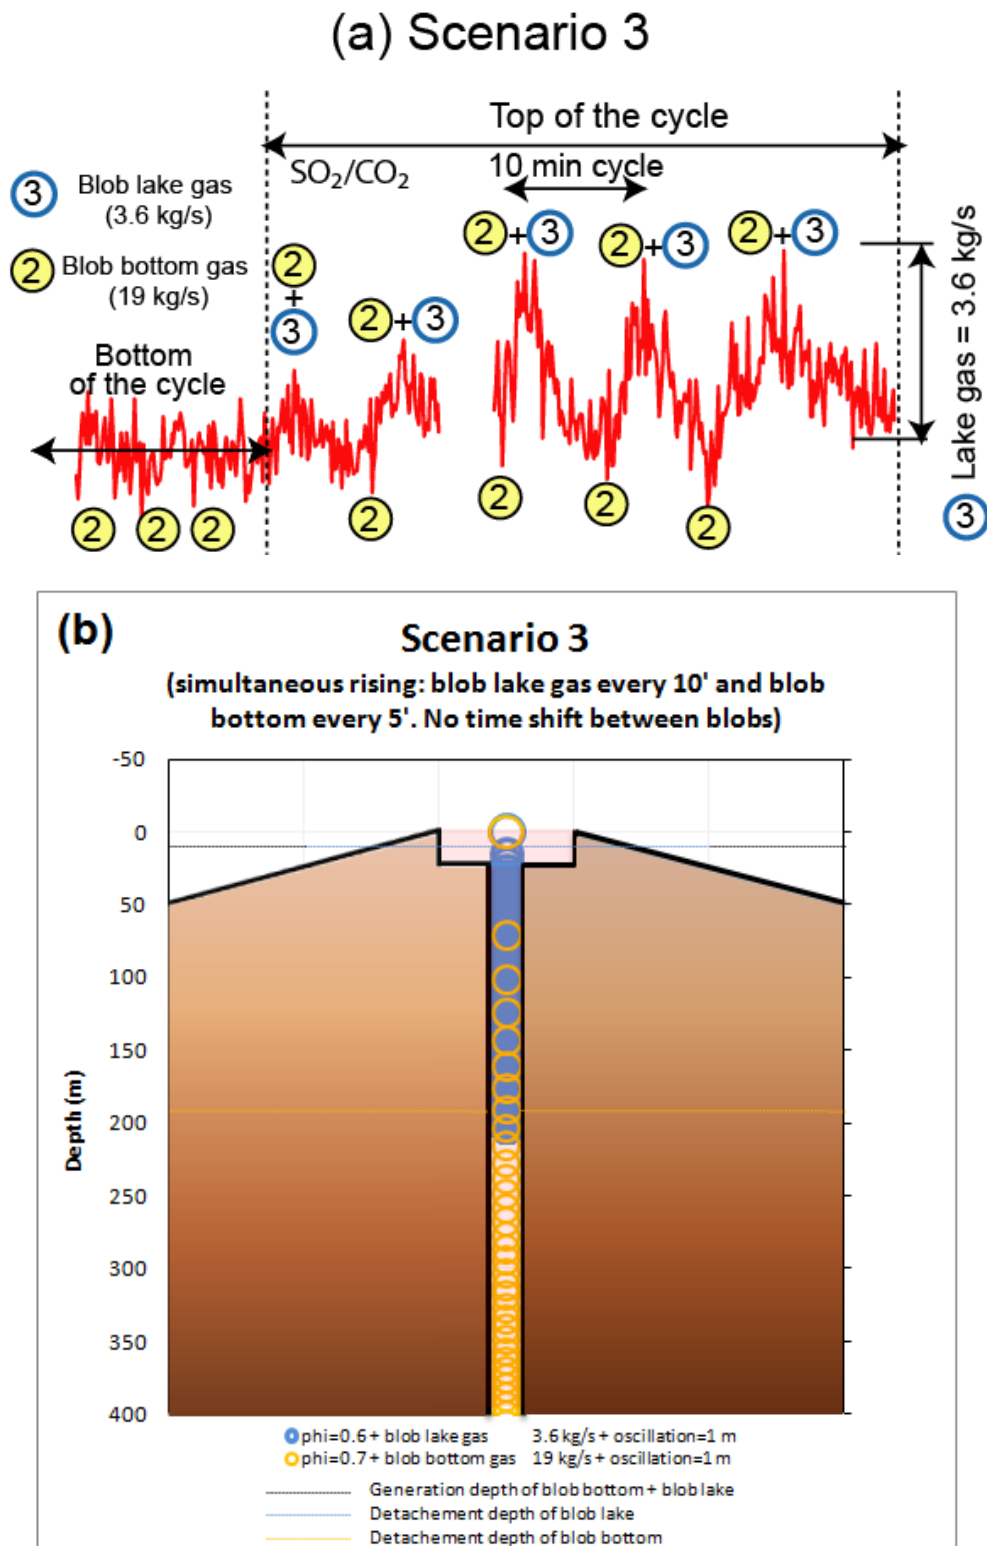 (a) Scenario 3
Top of the cycle
10 min cycle
SO₂/CO₂
3 Blob lake gas
(3.6 kg/s)
2 Blob bottom gas
(19 kg/s)
Bottom
of the cycle
2
+
3
2+3
2+3
2+3
2+3
2 2 2
2
2
2
2
3 Lake gas = 3.6 kg/s
(b)
Scenario 3
(simultaneous rising: blob lake gas every 10' and blob
bottom every 5'. No time shift between blobs)
Depth (m)
-50
0
50
100
150
200
250
300
350
400
phi=0.6 + blob lake gas 3.6 kg/s + oscillation=1 m
phi=0.7 + blob bottom gas 19 kg/s + oscillation=1 m
Generation depth of blob bottom + blob lake
Detachement depth of blob lake
Detachement depth of blob bottom